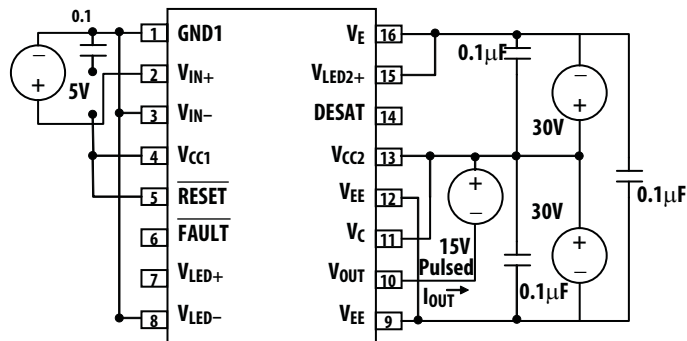 0.1
5V
1 GND1
2 VIN+
3 VIN-
4 VCC1
5 RESET
6 FAULT
7 VLED+
8 VLED-
VE 16
VLED2+ 15
DESAT 14
VCC2 13
VEE 12
VC 11
VOUT 10
VEE 9
0.1μF
30V
15V
Pulsed
IOUT
0.1μF
30V
0.1μF
− + + − − + + −